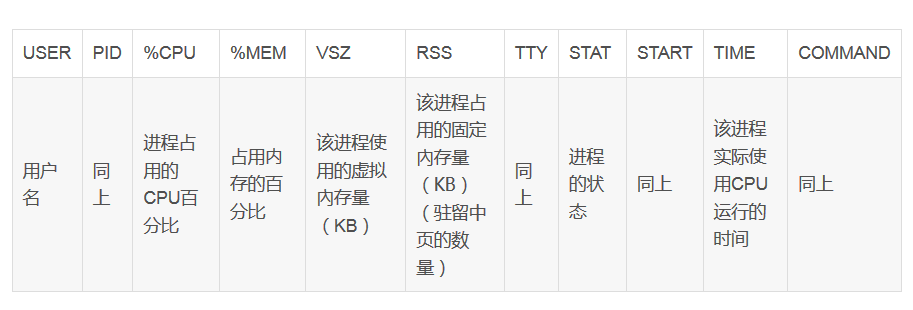 USER PID %CPU %MEM VSZ RSS TTY STAT START TIME COMMAND
用户
名
同
上
进程占
用的
CPU百
分比
占用内
存的百
分比
该进程使
用的虚拟
内存量
（KB）
该进程占
用的固定
内存量
（KB）
（驻留中
页的数
量）
同
上
进程
的状
态
同上
该进程
实际使
用CPU
运行的
时间
同上